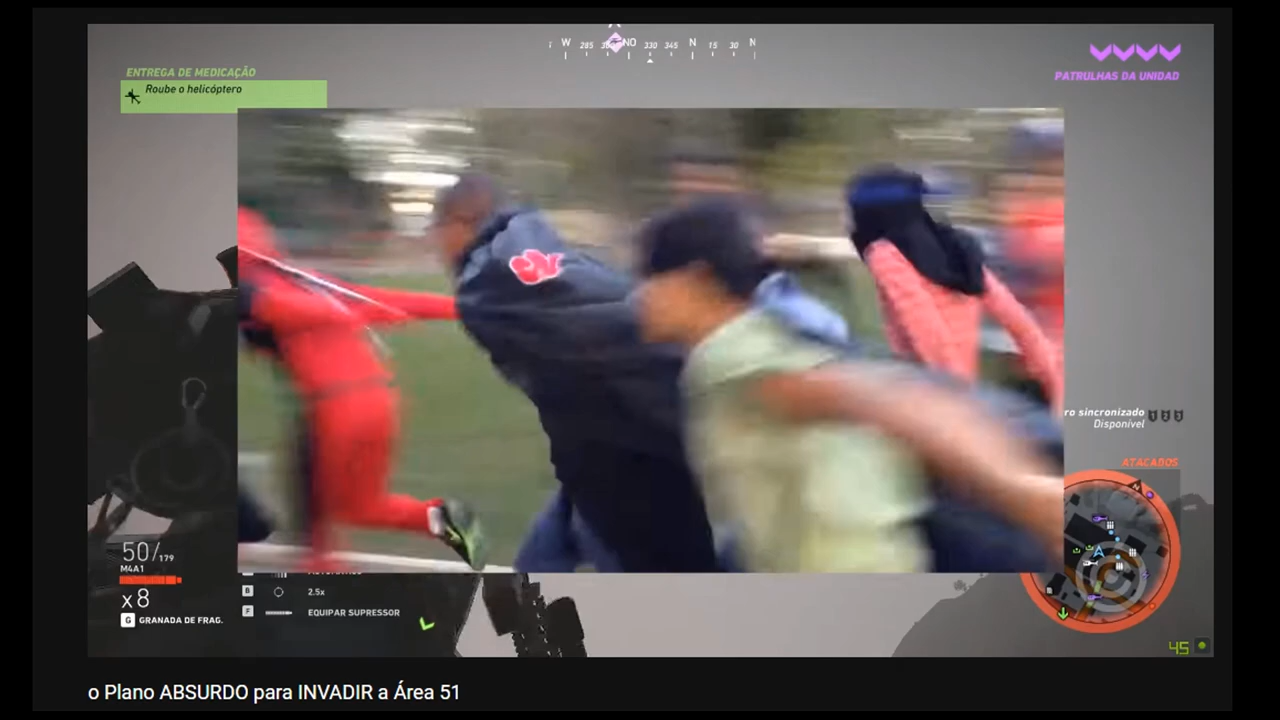 W 285 NO 330 345 N 15 30 N
ENTREGA DE MEDICAÇÃO
Roube o helicóptero
PATRULHAS DA UNIDAD
ro sincronizado
Disponível
ATACADOS
N
50/179
M4A1
x8
G GRANADA DE FRAG.
B 2.5x
F EQUIPAR SUPRESSOR
45
o Plano ABSURDO para INVADIR a Área 51